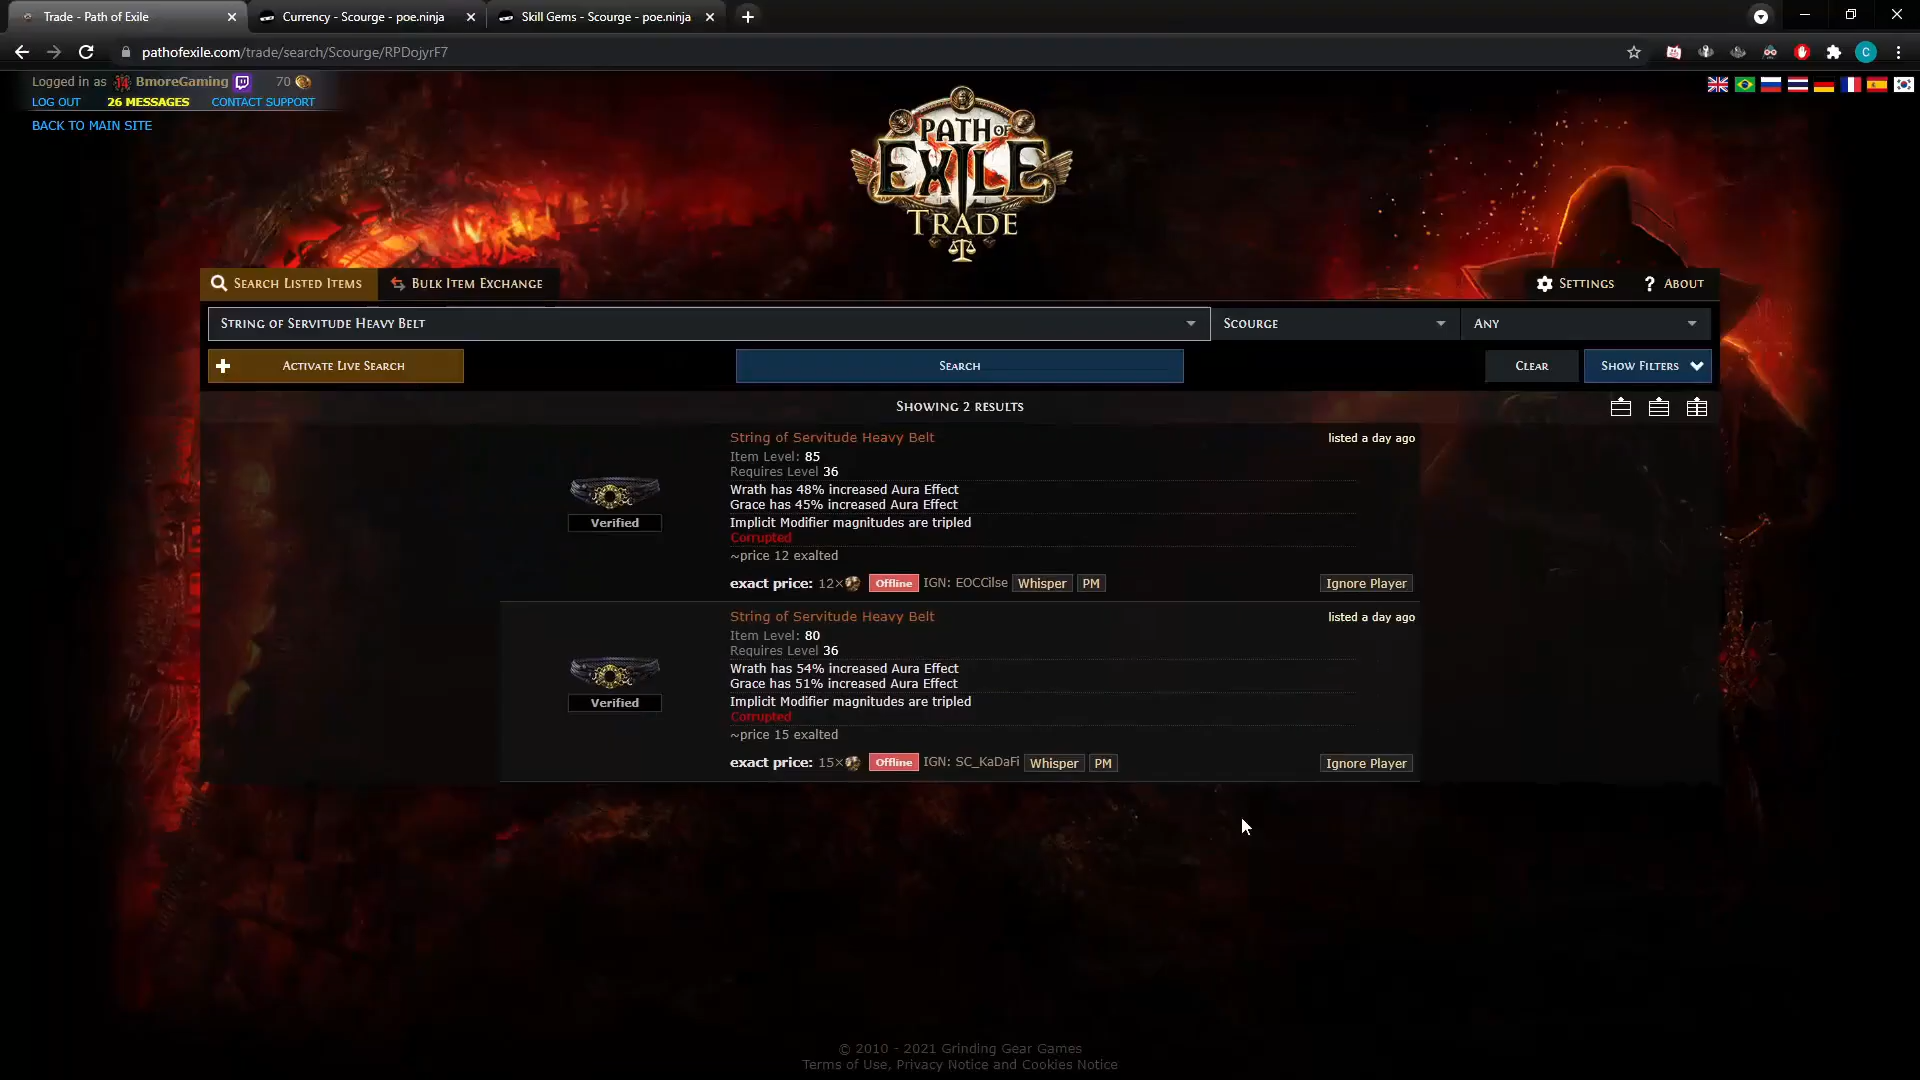 Trade - Path of Exile
Currency - Scourge - poe.ninja
Skill Gems - Scourge - poe.ninja
pathofexile.com/trade/search/Scourge/RPDojyrF7
C
Logged in as BmoreGaming 70
LOG OUT 26 MESSAGES CONTACT SUPPORT
BACK TO MAIN SITE
PATH OF
EXILE
TRADE
SEARCH LISTED ITEMS
BULK ITEM EXCHANGE
SETTINGS
? ABOUT
STRING OF SERVITUDE HEAVY BELT
SCOURGE
ANY
ACTIVATE LIVE SEARCH
SEARCH
CLEAR
SHOW FILTERS
SHOWING 2 RESULTS
String of Servitude Heavy Belt
listed a day ago
Item Level: 85
Requires Level 36
Wrath has 48% increased Aura Effect
Grace has 45% increased Aura Effect
Implicit Modifier magnitudes are tripled
Corrupted
~price 12 exalted
Verified
exact price: 12× Offline IGN: EOCCilse Whisper PM
Ignore Player
String of Servitude Heavy Belt
listed a day ago
Item Level: 80
Requires Level 36
Wrath has 54% increased Aura Effect
Grace has 51% increased Aura Effect
Implicit Modifier magnitudes are tripled
Corrupted
~price 15 exalted
Verified
exact price: 15× Offline IGN: SC_KaDaFi Whisper PM
Ignore Player
© 2010 - 2021 Grinding Gear Games
Terms of Use, Privacy Notice and Cookies Notice